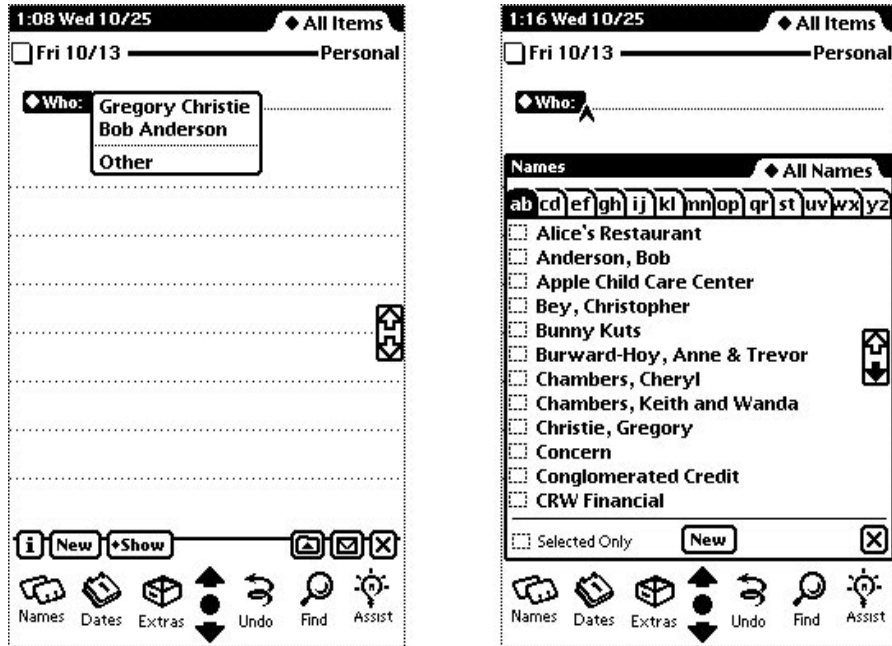 1:08 Wed 10/25 ◆ All Items
Fri 10/13 Personal
◆ Who: Gregory Christie
Bob Anderson
Other
i New ◆Show
Names Dates Extras Undo Find Assist
1:16 Wed 10/25 ◆ All Items
Fri 10/13 Personal
◆ Who:
Names ◆ All Names
ab cd ef gh ij kl mn op qr st uv wx yz
Alice's Restaurant
Anderson, Bob
Apple Child Care Center
Bey, Christopher
Bunny Kuts
Burward-Hoy, Anne & Trevor
Chambers, Cheryl
Chambers, Keith and Wanda
Christie, Gregory
Concern
Conglomerated Credit
CRW Financial
Selected Only New
Names Dates Extras Undo Find Assist